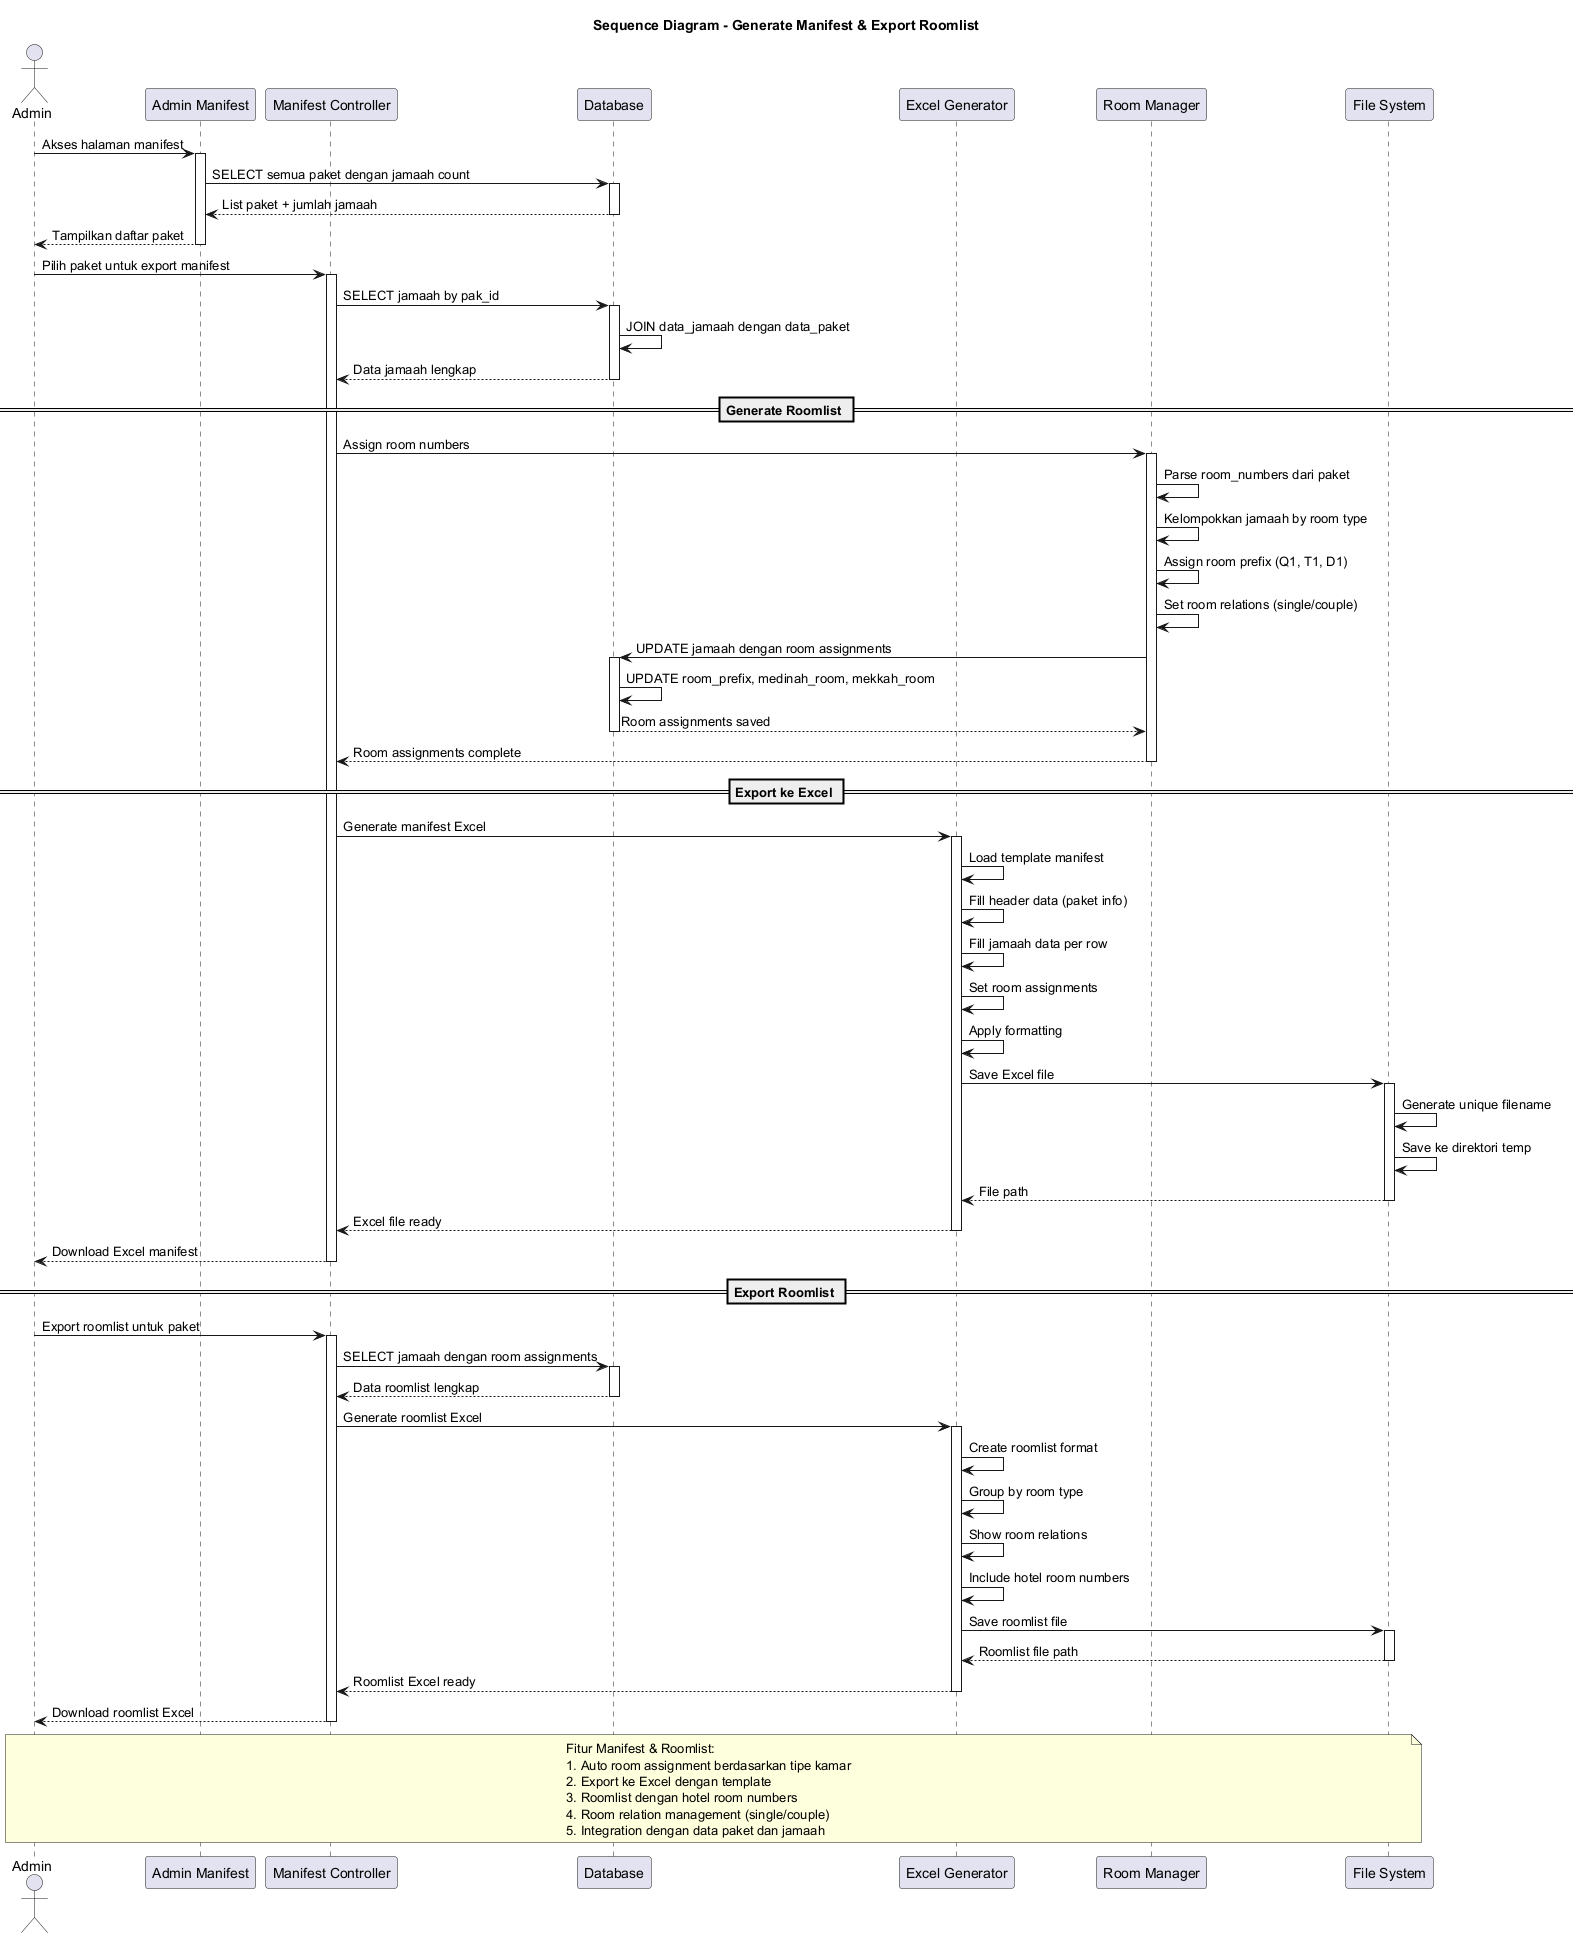 Sequence Diagram - Generate Manifest & Export Roomlist
Admin
Admin Manifest
Manifest Controller
Database
Excel Generator
Room Manager
File System
Akses halaman manifest
SELECT semua paket dengan jamaah count
List paket + jumlah jamaah
Tampilkan daftar paket
Pilih paket untuk export manifest
SELECT jamaah by pak_id
JOIN data_jamaah dengan data_paket
Data jamaah lengkap
Generate Roomlist
Assign room numbers
Parse room_numbers dari paket
Kelompokkan jamaah by room type
Assign room prefix (Q1, T1, D1)
Set room relations (single/couple)
UPDATE jamaah dengan room assignments
UPDATE room_prefix, medinah_room, mekkah_room
Room assignments saved
Room assignments complete
Export ke Excel
Generate manifest Excel
Load template manifest
Fill header data (paket info)
Fill jamaah data per row
Set room assignments
Apply formatting
Save Excel file
Generate unique filename
Save ke direktori temp
File path
Excel file ready
Download Excel manifest
Export Roomlist
Export roomlist untuk paket
SELECT jamaah dengan room assignments
Data roomlist lengkap
Generate roomlist Excel
Create roomlist format
Group by room type
Show room relations
Include hotel room numbers
Save roomlist file
Roomlist file path
Roomlist Excel ready
Download roomlist Excel
Fitur Manifest & Roomlist:
1. Auto room assignment berdasarkan tipe kamar
2. Export ke Excel dengan template
3. Roomlist dengan hotel room numbers
4. Room relation management (single/couple)
5. Integration dengan data paket dan jamaah
Admin
Admin Manifest
Manifest Controller
Database
Excel Generator
Room Manager
File System